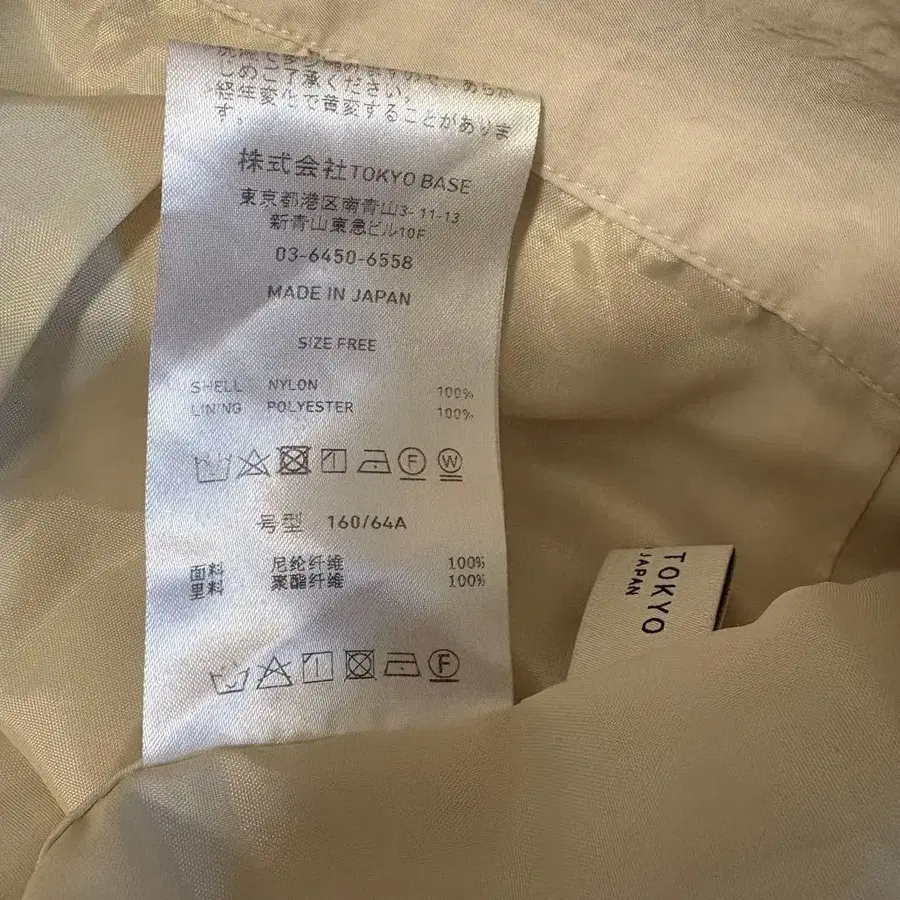 このご了承ください。
経年変化で黄変することがありま
す。
株式会社TOKYO BASE
東京都港区南青山3-11-13
新青山東急ビル10F
03-6450-6558
MADE IN JAPAN
SIZE FREE
SHELL NYLON 100%
LINING POLYESTER 100%
F W
号型 160/64A
面料 尼纶纤维 100%
里料 聚酯纤维 100%
F
TOKYO
JAPAN